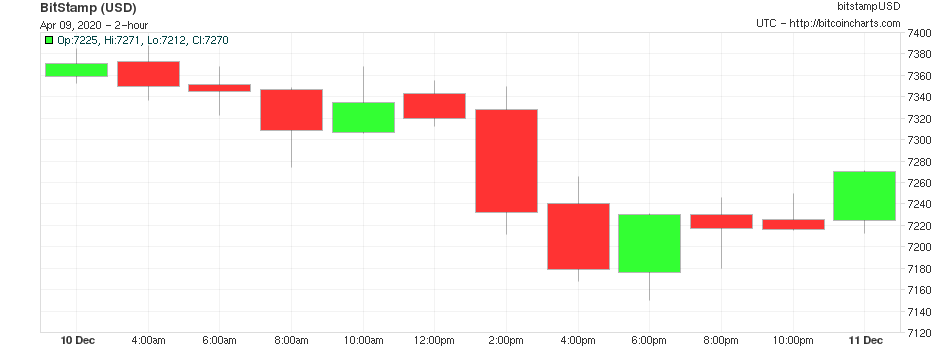 BitStamp (USD)
bitstampUSD
Apr 09, 2020 - 2-hour
UTC - http://bitcoincharts.com
Op:7225, Hi:7271, Lo:7212, Cl:7270
7400
7380
7360
7340
7320
7300
7280
7260
7240
7220
7200
7180
7160
7140
7120
10 Dec
4:00am
6:00am
8:00am
10:00am
12:00pm
2:00pm
4:00pm
6:00pm
8:00pm
10:00pm
11 Dec